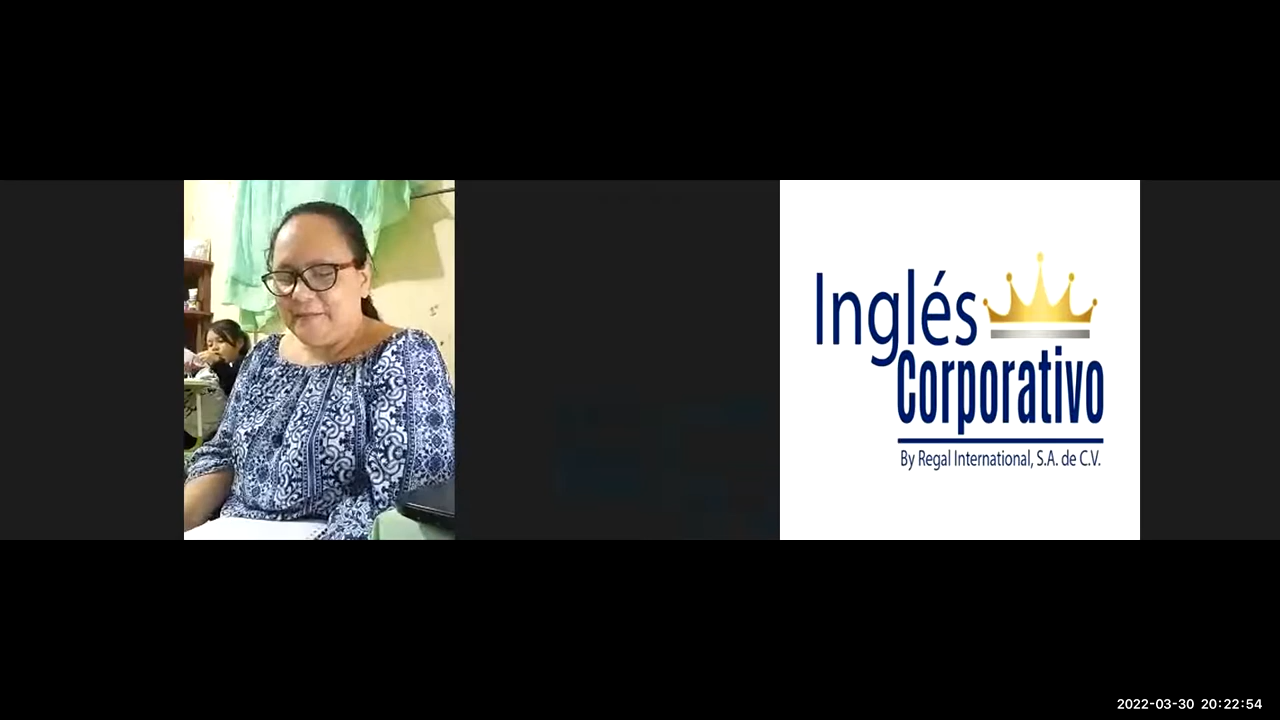 Inglés
Corporativo
By Regal International, S.A. de C.V.
2022-03-30 20:22:54